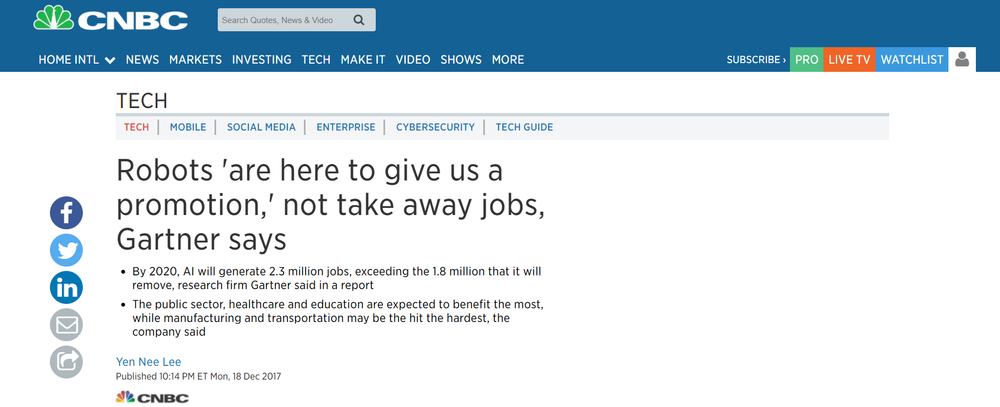 CNBC
Search Quotes, News & Video
HOME INTL NEWS MARKETS INVESTING TECH MAKE IT VIDEO SHOWS MORE
SUBSCRIBE › PRO LIVE TV WATCHLIST
TECH
TECH MOBILE SOCIAL MEDIA ENTERPRISE CYBERSECURITY TECH GUIDE
Robots 'are here to give us a
promotion,' not take away jobs,
Gartner says
• By 2020, AI will generate 2.3 million jobs, exceeding the 1.8 million that it will
remove, research firm Gartner said in a report
• The public sector, healthcare and education are expected to benefit the most,
while manufacturing and transportation may be the hit the hardest, the
company said
Yen Nee Lee
Published 10:14 PM ET Mon, 18 Dec 2017
CNBC